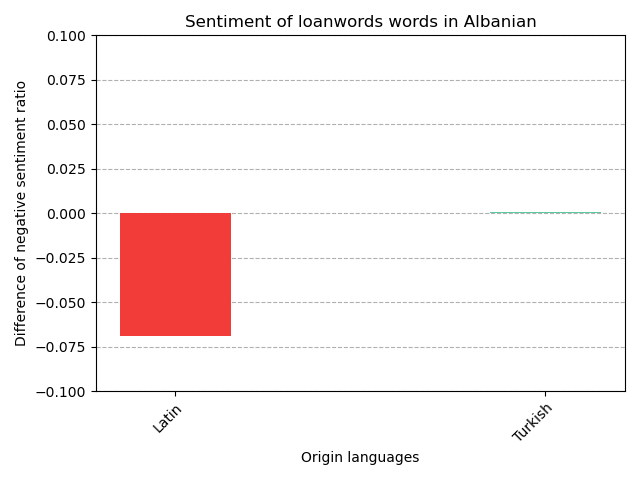 Sentiment of loanwords words in Albanian
Difference of negative sentiment ratio
0.100
0.075
0.050
0.025
0.000
−0.025
−0.050
−0.075
−0.100
Latin
Turkish
Origin languages